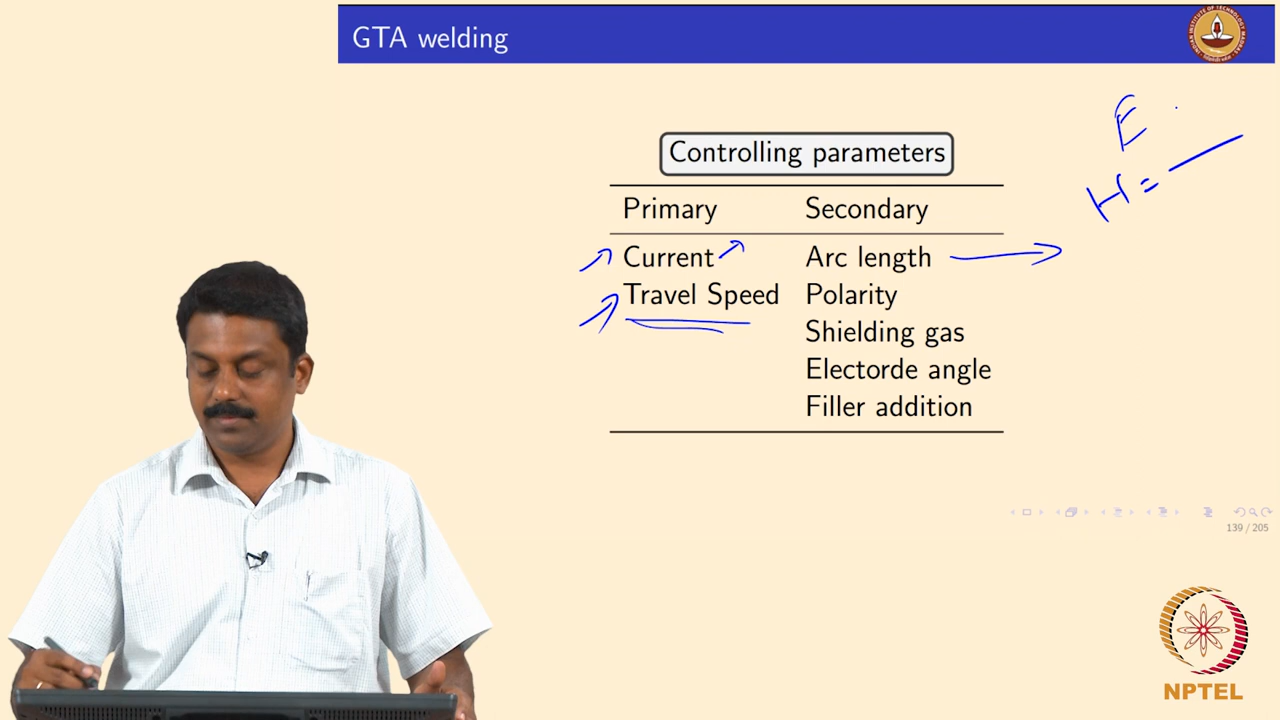 GTA welding
Controlling parameters
Primary Secondary
Current Arc length
Travel Speed Polarity
Shielding gas
Electorde angle
Filler addition
E
H =
139 / 205
NPTEL